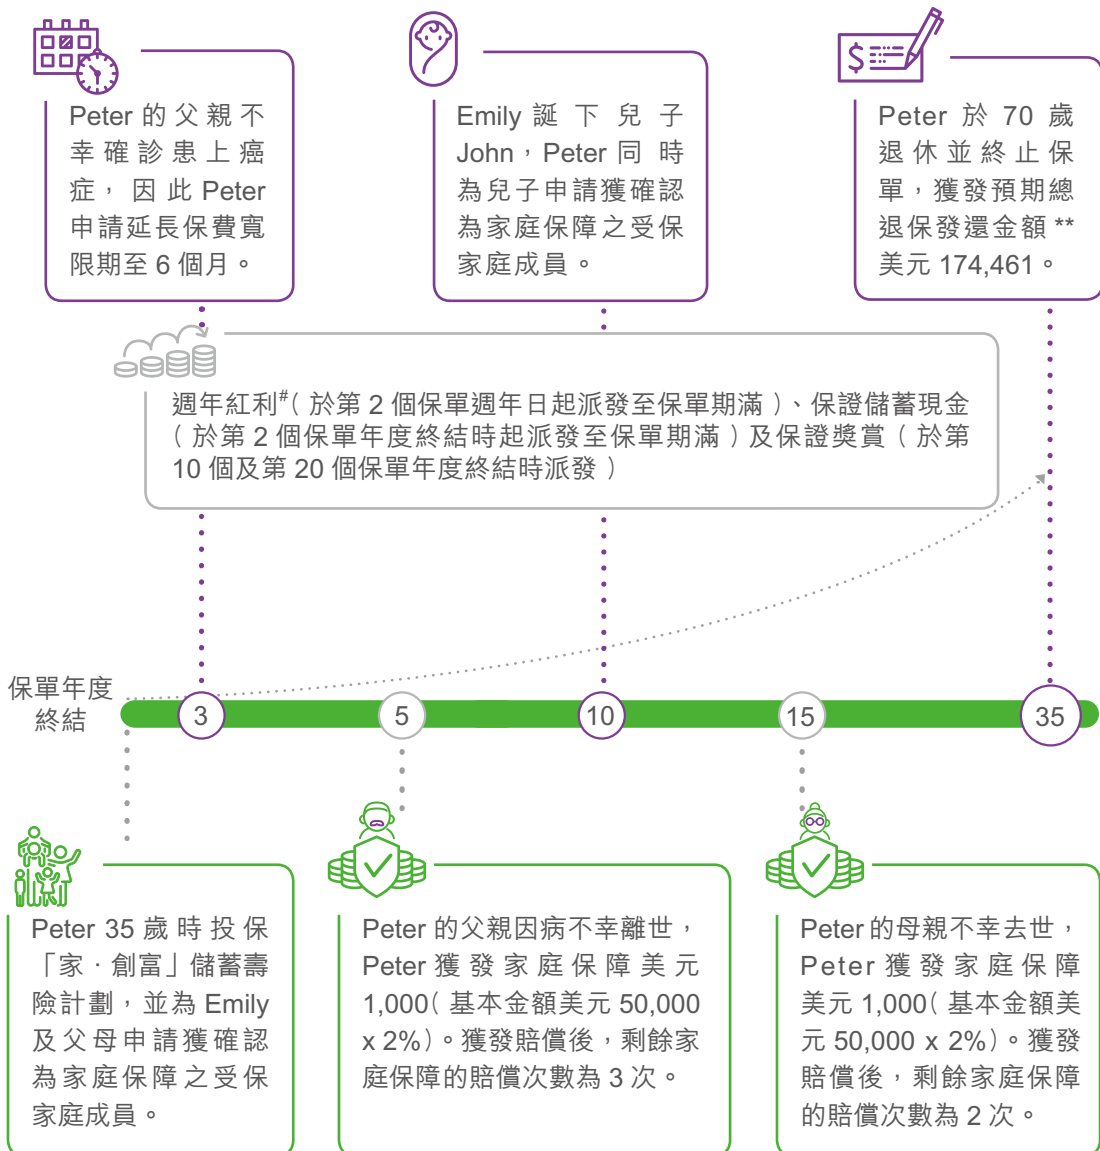 Peter 的父親不
幸確診患上癌
症，因此 Peter
申請延長保費寬
限期至 6 個月。
Emily 誕下兒子
John，Peter 同時
為兒子申請獲確認
為家庭保障之受保
家庭成員。
$
Peter 於 70 歲
退休並終止保
單，獲發預期總
退保發還金額 **
美元 174,461。
週年紅利#（於第 2 個保單週年日起派發至保單期滿）、保證儲蓄現金
（於第 2 個保單年度終結時起派發至保單期滿）及保證獎賞（於第
10 個及第 20 個保單年度終結時派發）
保單年度
終結
3
5
10
15
35
Peter 35 歲時投保
「家．創富」儲蓄壽
險計劃，並為 Emily
及父母申請獲確認
為家庭保障之受保
家庭成員。
Peter 的父親因病不幸離世，
Peter 獲發家庭保障美元
1,000（基本金額美元 50,000
x 2%）。獲發賠償後，剩餘家
庭保障的賠償次數為 3 次。
Peter 的母親不幸去世，
Peter 獲發家庭保障
美元 1,000（基本金額美
元 50,000 x 2%）。獲發
賠償後，剩餘家庭保障
的賠償次數為 2 次。